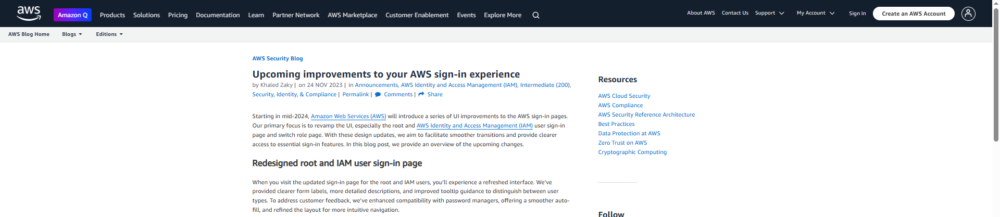 aws
Amazon Q Products Solutions Pricing Documentation Learn Partner Network AWS Marketplace Customer Enablement Events Explore More About AWS Contact Us Support My Account Sign In Create an AWS Account
AWS Blog Home Blogs Editions
AWS Security Blog
Upcoming improvements to your AWS sign-in experience
by Khaled Zaky | on 24 NOV 2023 | in Announcements, AWS Identity and Access Management (IAM), Intermediate (200),
Security, Identity, & Compliance | Permalink | Comments | Share
Starting in mid-2024, Amazon Web Services (AWS) will introduce a series of UI improvements to the AWS sign-in pages.
Our primary focus is to revamp the UI, especially the root and AWS Identity and Access Management (IAM) user sign-in
page and switch role page. With these design updates, we aim to facilitate smoother transitions and provide clearer
access to essential sign-in features. In this blog post, we provide an overview of the upcoming changes.
Redesigned root and IAM user sign-in page
When you visit the updated sign-in page for the root and IAM users, you'll experience a refreshed interface. We've
provided clearer form labels, more detailed descriptions, and improved tooltip guidance to distinguish between user
types. To address customer feedback, we've enhanced compatibility with password managers, offering a smoother auto-
fill, and refined the layout for more intuitive navigation.
Resources
AWS Cloud Security
AWS Compliance
AWS Security Reference Architecture
Best Practices
Data Protection at AWS
Zero Trust on AWS
Cryptographic Computing
Follow